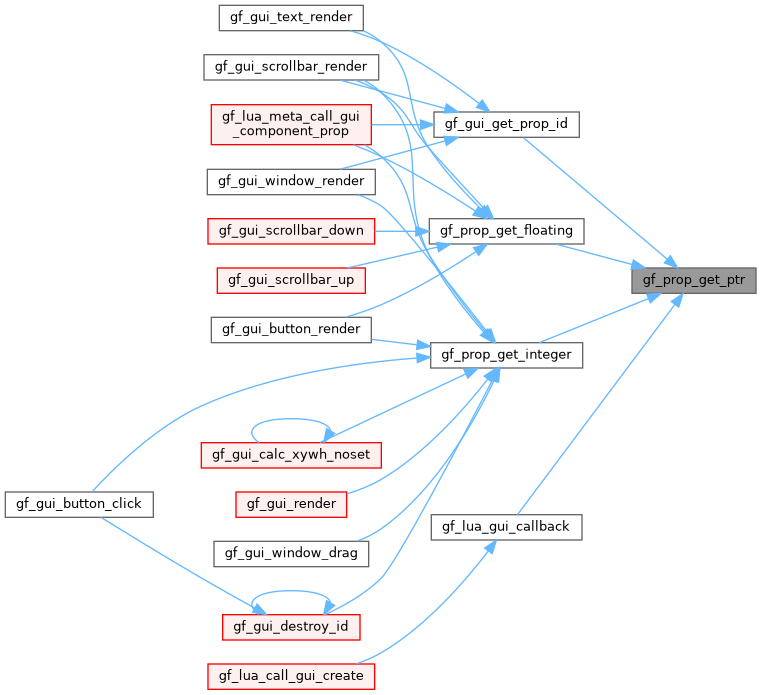 gf_gui_text_render
gf_gui_scrollbar_render
gf_lua_meta_call_gui
_component_prop
gf_gui_get_prop_id
gf_gui_window_render
gf_gui_scrollbar_down
gf_prop_get_floating
gf_gui_scrollbar_up
gf_prop_get_ptr
gf_gui_button_render
gf_prop_get_integer
gf_gui_calc_xywh_noset
gf_gui_render
gf_gui_button_click
gf_lua_gui_callback
gf_gui_window_drag
gf_gui_destroy_id
gf_lua_call_gui_create